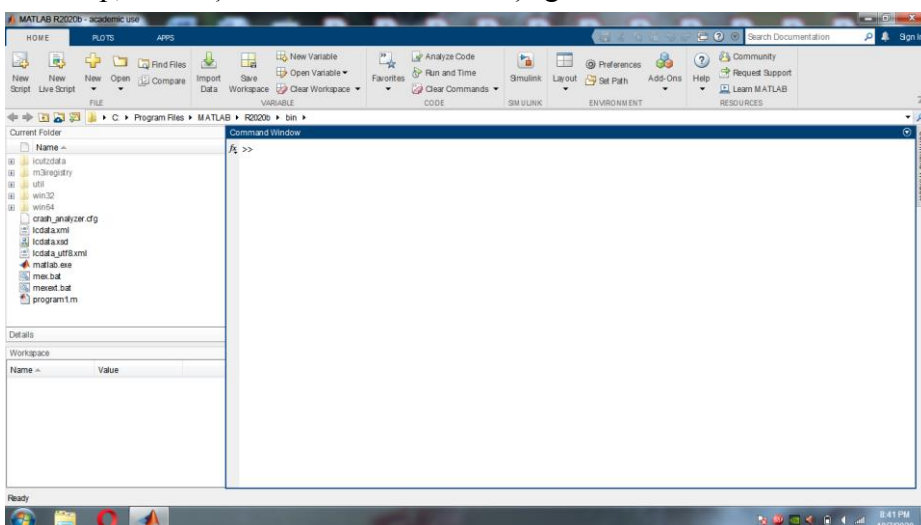 MATLAB R2020b - academic use
HOME PLOTS APPS
Search Documentation
Sign In
New Script
New Live Script
New
Open
Find Files
Compare
Import Data
Save Workspace
New Variable
Open Variable
Clear Workspace
Favorites
Analyze Code
Run and Time
Clear Commands
Simulink
Layout
Preferences
Set Path
Add-Ons
Help
Community
Request Support
Learn MATLAB
FILE VARIABLE CODE SIMULINK ENVIRONMENT RESOURCES
C ▸ Program Files ▸ MATLAB ▸ R2020b ▸ bin ▸
Current Folder
Name
icutzdata
m3iregistry
util
win32
win64
crash_analyzer.cfg
lcdata.xml
lcdata.xsd
lcdata_utf8.xml
matlab.exe
mex.bat
mexext.bat
program1.m
Details
Workspace
Name Value
Command Window
fx >>
Ready
8:41 PM